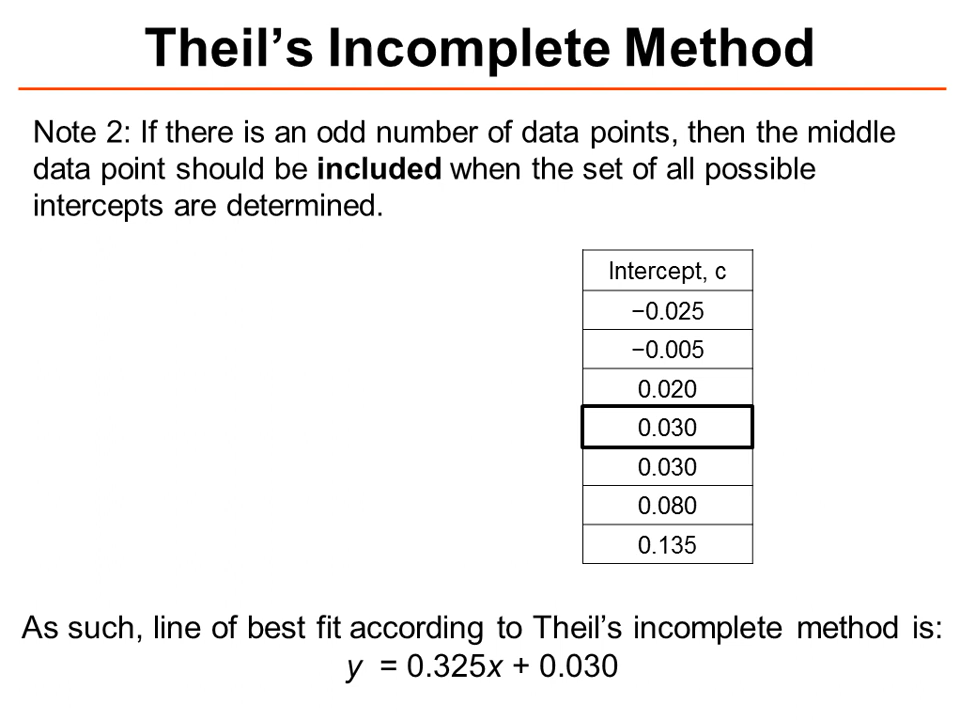 Theil’s Incomplete Method
Note 2: If there is an odd number of data points, then the middle
data point should be included when the set of all possible
intercepts are determined.
Intercept, c
−0.025
−0.005
0.020
0.030
0.030
0.080
0.135
As such, line of best fit according to Theil’s incomplete method is:
y = 0.325x + 0.030